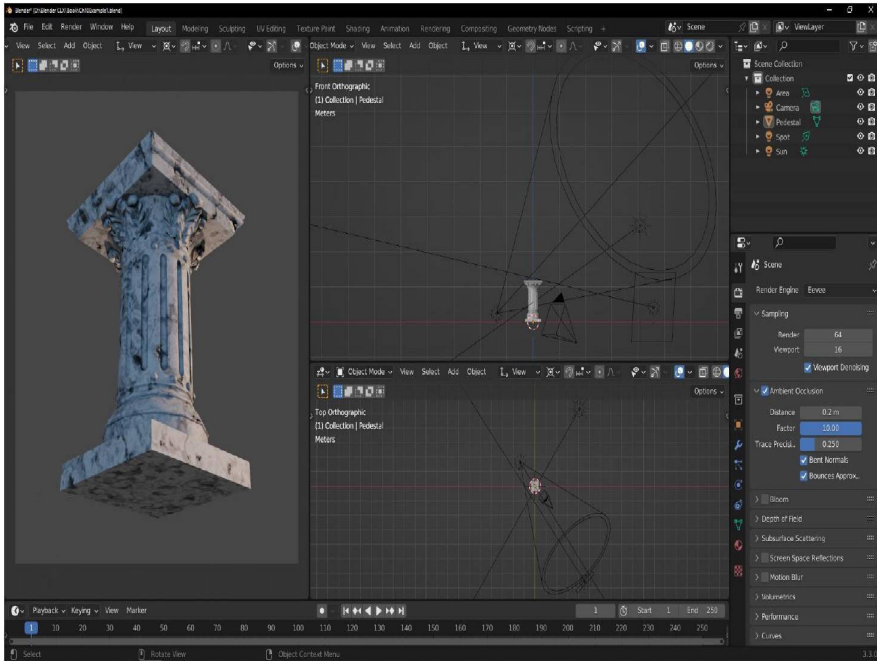 Blender* [D:\Blender CLX\Book\CH10\Example\.blend]
File Edit Render Window Help Layout Modeling Sculpting UV Editing Texture Paint Shading Animation Rendering Compositing Geometry Nodes Scripting + Scene ViewLayer
View Select Add Object
Options
Object Mode View Select Add Object
Options
Front Orthographic
(1) Collection | Pedestal
Meters
Object Mode View Select Add Object
Options
Top Orthographic
(1) Collection | Pedestal
Meters
Scene Collection
Collection
Area
Camera
Pedestal
Spot
Sun
Scene
Render Engine Eevee
Sampling
Render 64
Viewport 16
Viewport Denoising
Ambient Occlusion
Distance 0.2 m
Factor 10.00
Trace Precisi.. 0.250
Bent Normals
Bounces Approx..
Bloom
Depth of Field
Subsurface Scattering
Screen Space Reflections
Motion Blur
Volumetrics
Performance
Curves
Playback Keying View Marker 1 Start 1 End 250
1 10 20 30 40 50 60 70 80 90 100 110 120 130 140 150 160 170 180 190 200 210 220 230 240 250
Select Rotate View Object Context Menu 3.3.0